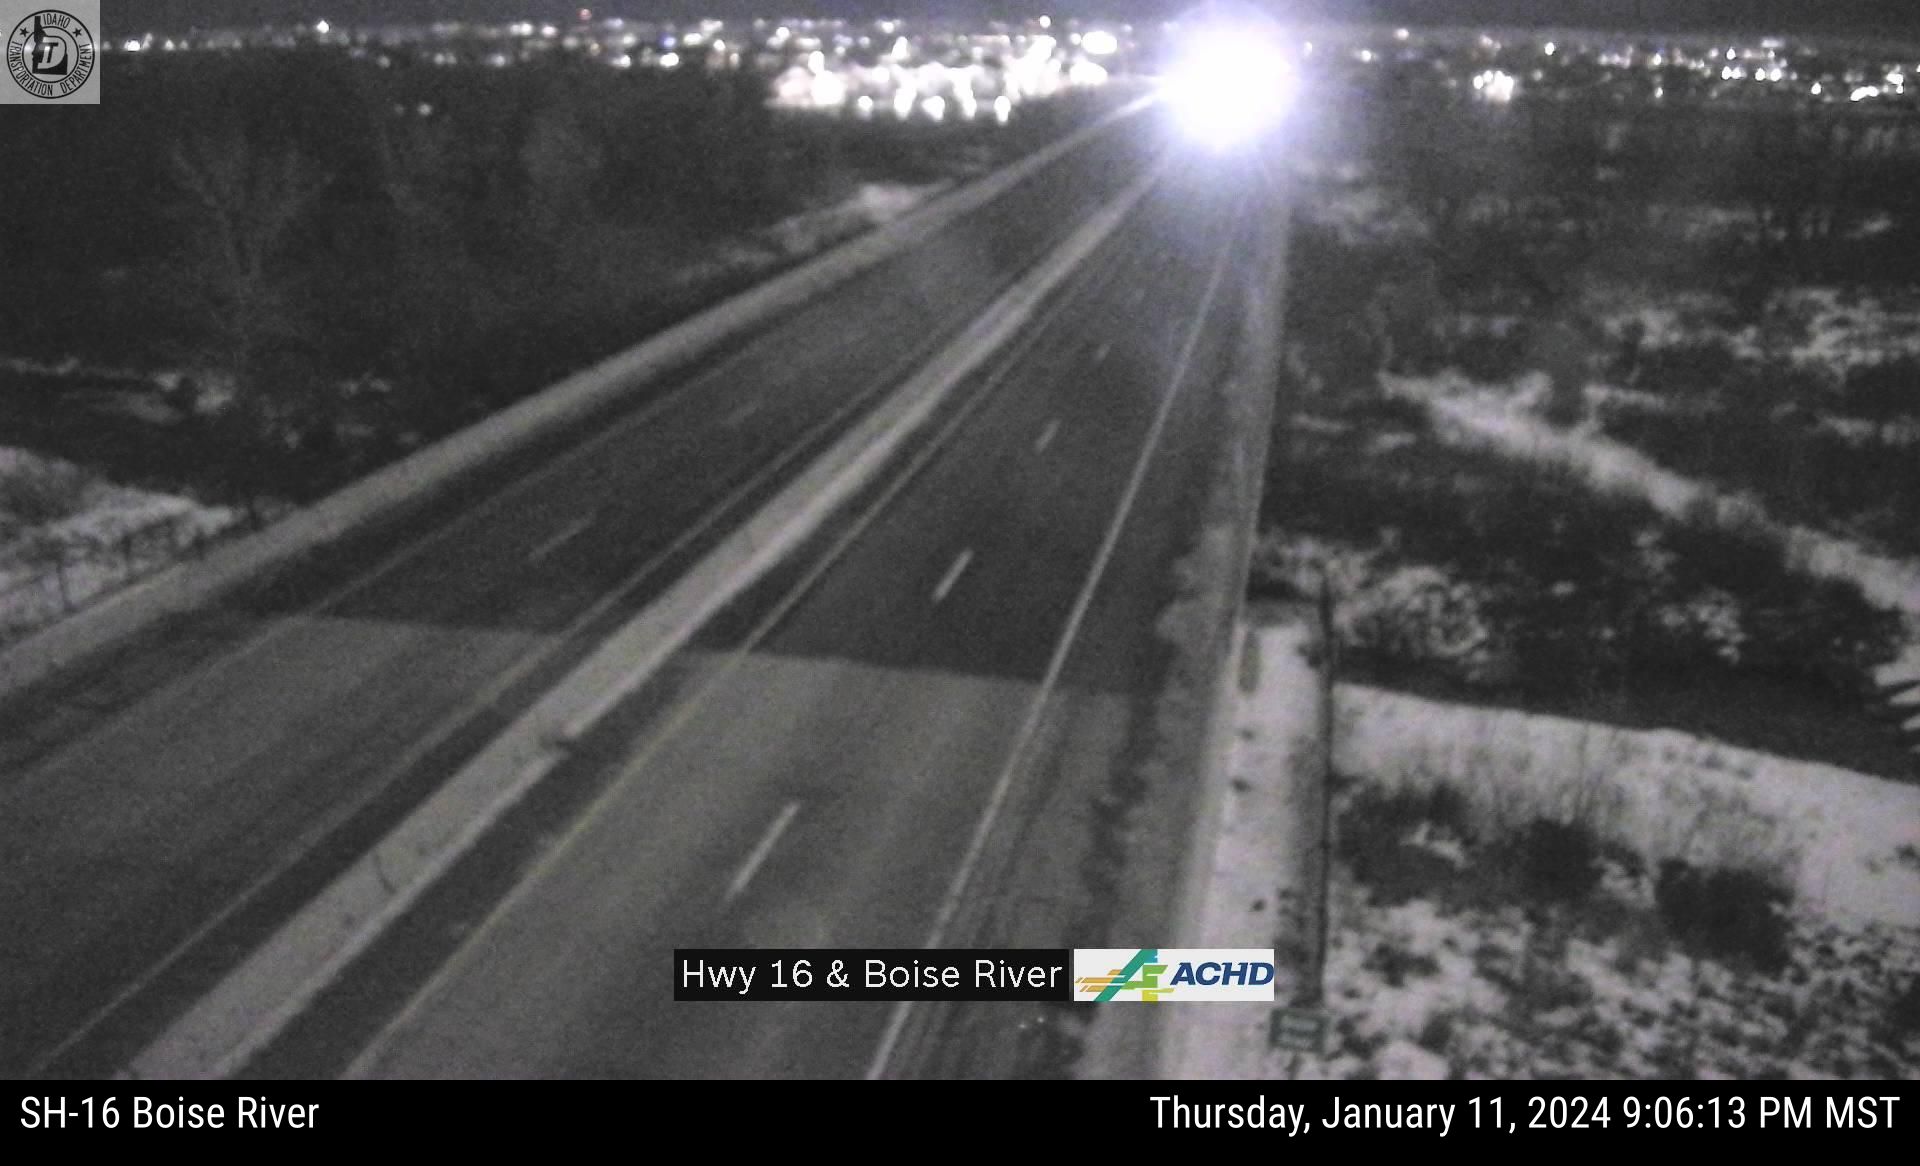 IDAHO
TRANSPORTATION DEPARTMENT
Hwy 16 & Boise River
ACHD
SH-16 Boise River
Thursday, January 11, 2024 9:06:13 PM MST